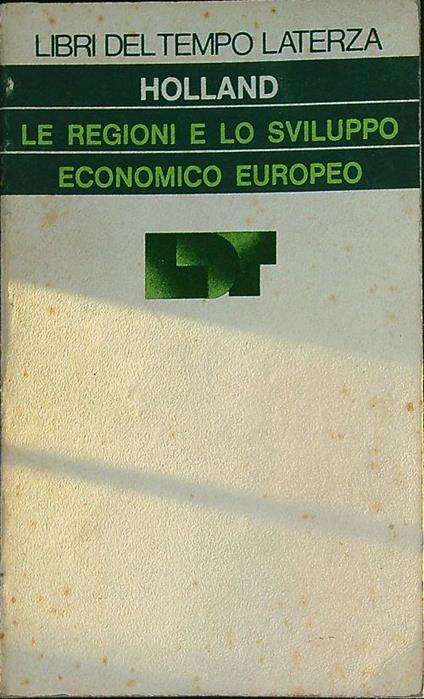 LIBRI DEL TEMPO LATERZA
HOLLAND
LE REGIONI E LO SVILUPPO
ECONOMICO EUROPEO
LDT